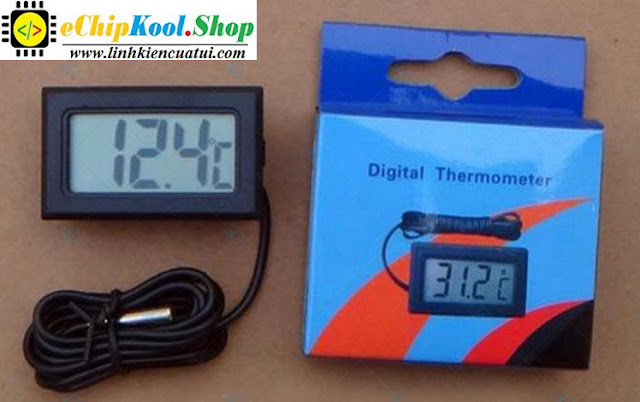 eChipKool.Shop
www.linhkiencuatui.com
12.4°C
Digital Thermometer
31.2°C